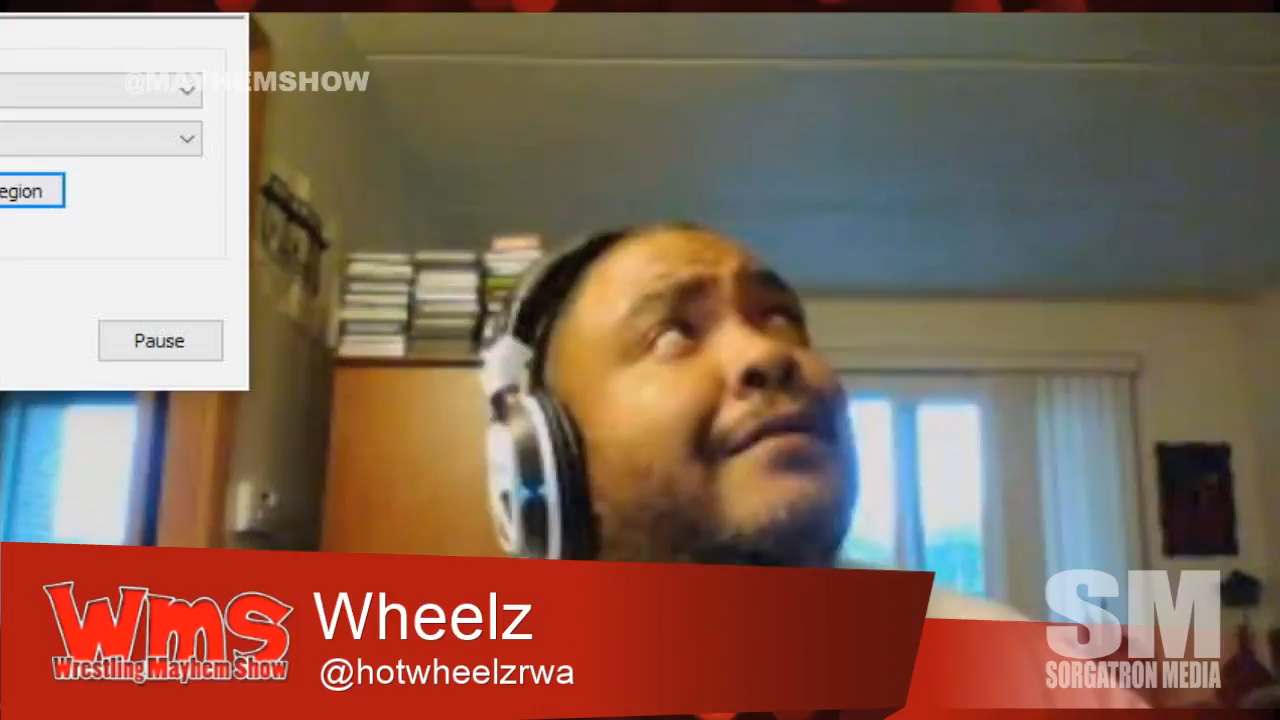 @MAYHEMSHOW
egion
Pause
Wms
Wrestling Mayhem Show
Wheelz
@hotwheelzrwa
SM
SORGATRON MEDIA